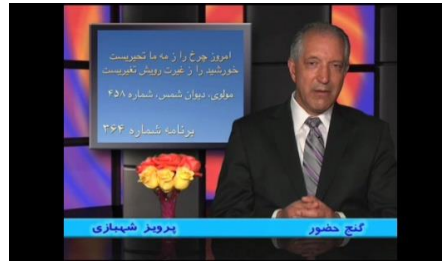 امروز چرخ را ز مه ما تحیریست
خورشید را ز غیرت رویش تغیریست
مولوی، دیوان شمس، شماره ۴۵۸
برنامه شماره ۳۶۴
گنج حضور
پرویز شهبازی